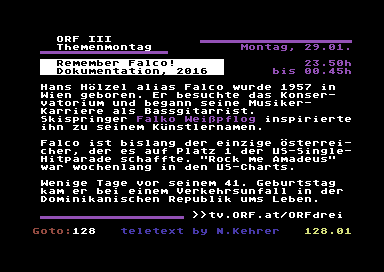 ORF III
Themenmontag
Montag, 29.01.
Remember Falco!
23.50h
Dokumentation, 2016
bis 00.45h
Hans Hölzel alias Falco wurde 1957 in
Wien geboren. Er besuchte das Konser-
vatorium und begann seine Musiker-
Karriere als Bassgitarrist.
Skispringer Falko Weißpflog inspirierte
ihn zu seinem Künstlernamen.
Falco ist bislang der einzige österrei-
cher, der es auf Platz 1 der US-Single-
Hitparade schaffte. "Rock me Amadeus"
war wochenlang in den US-Charts.
Wenige Tage vor seinem 41. Geburtstag
kam er bei einem Verkehrsunfall in der
Dominikanischen Republik ums Leben.
>>tv.ORF.at/ORFdrei
Goto:128 teletext by N.Kehrer 128.01